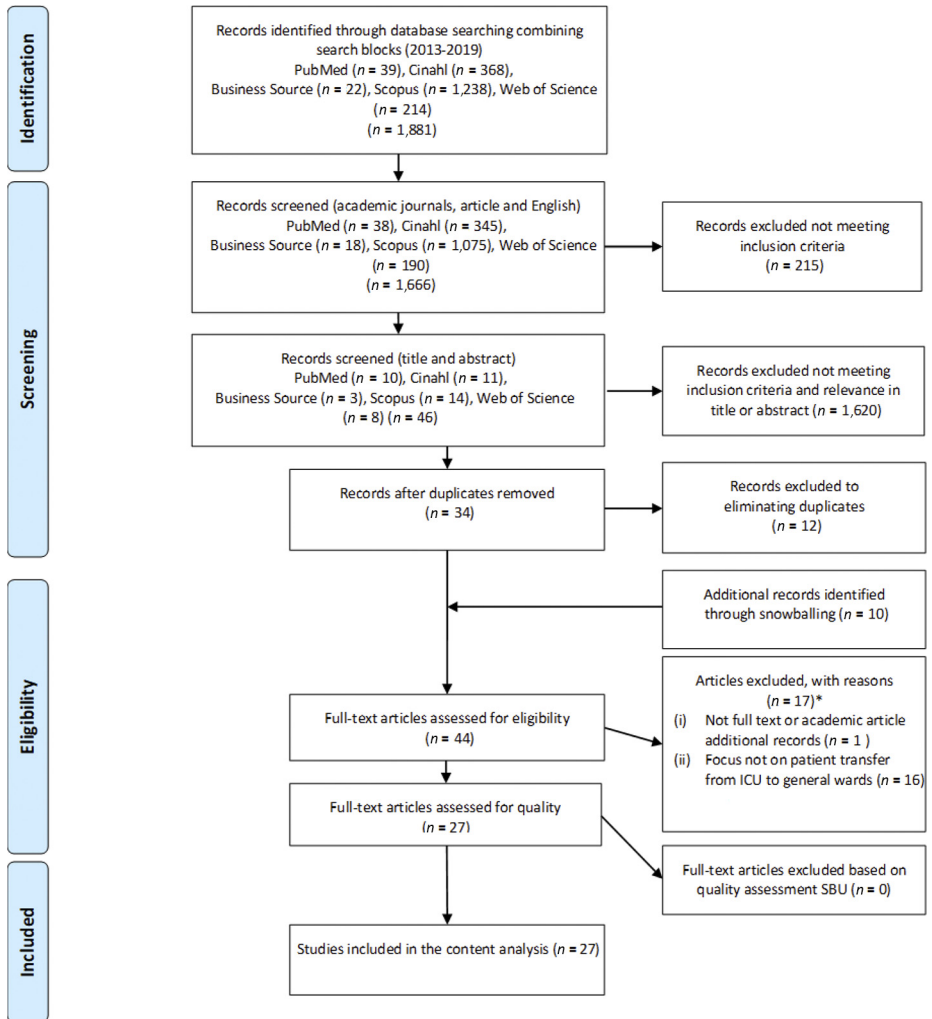 Identification
Records identified through database searching combining
search blocks (2013-2019)
PubMed (n = 39), Cinahl (n = 368),
Business Source (n = 22), Scopus (n = 1,238), Web of Science
(n = 214)
(n = 1,881)
Screening
Records screened (academic journals, article and English)
PubMed (n = 38), Cinahl (n = 345),
Business Source (n = 18), Scopus (n = 1,075), Web of Science
(n = 190)
(n = 1,666)
Records excluded not meeting
inclusion criteria
(n = 215)
Records screened (title and abstract)
PubMed (n = 10), Cinahl (n = 11),
Business Source (n = 3), Scopus (n = 14), Web of Science
(n = 8) (n = 46)
Records excluded not meeting
inclusion criteria and relevance in
title or abstract (n = 1,620)
Records after duplicates removed
(n = 34)
Records excluded to
eliminating duplicates
(n = 12)
Eligibility
Additional records identified
through snowballing (n = 10)
Full-text articles assessed for eligibility
(n = 44)
Articles excluded, with reasons
(n = 17)*
(i) Not full text or academic article
additional records (n = 1 )
(ii) Focus not on patient transfer
from ICU to general wards (n = 16)
Full-text articles assessed for quality
(n = 27)
Full-text articles excluded based on
quality assessment SBU (n = 0)
Included
Studies included in the content analysis (n = 27)